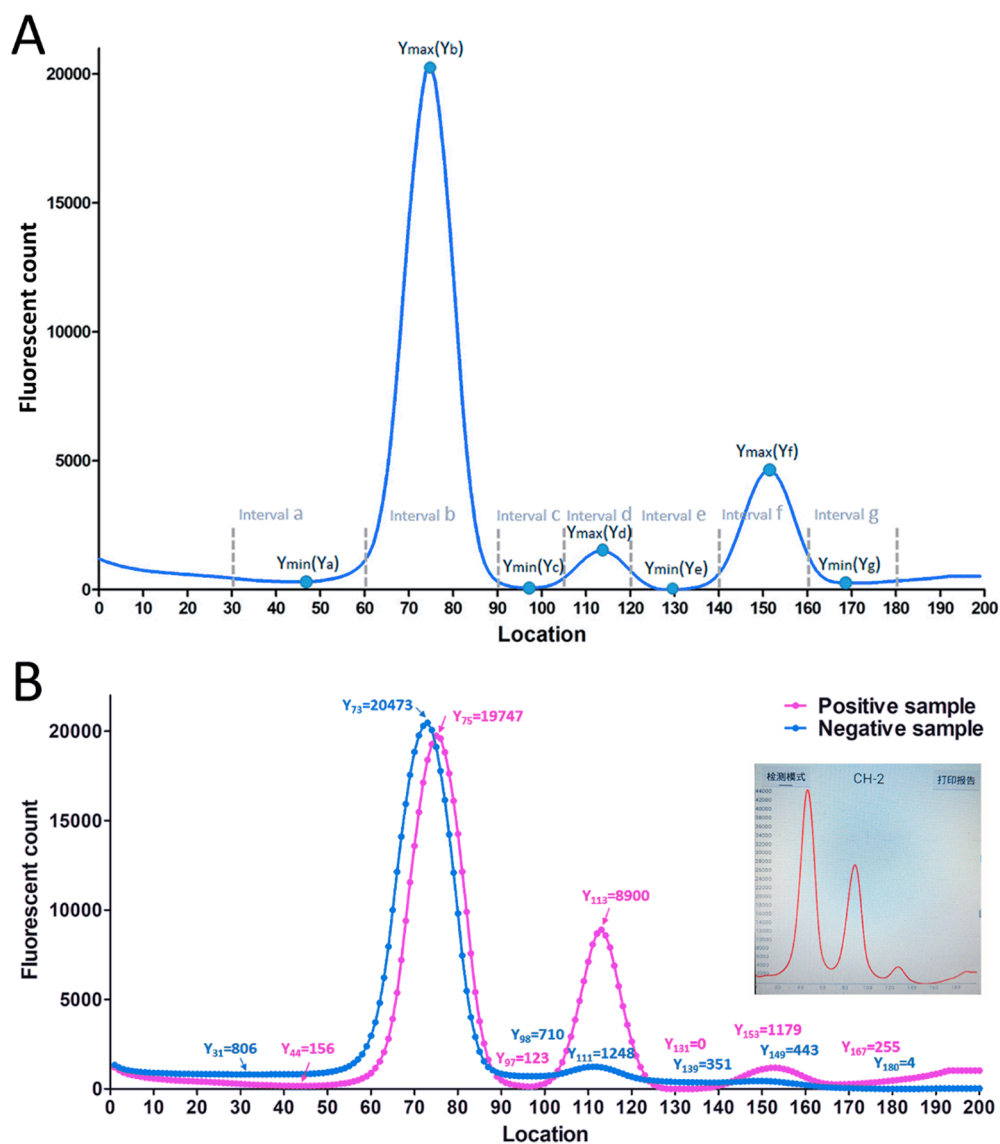 A
Ymax(Yb)
20000
15000
10000
5000
0
Fluorescent count
Ymax(Yf)
Interval a
Interval b
Interval c
Interval d
Interval e
Interval f
Interval g
Ymax(Yd)
Ymin(Ya)
Ymin(Yc)
Ymin(Ye)
Ymin(Yg)
0 10 20 30 40 50 60 70 80 90 100 110 120 130 140 150 160 170 180 190 200
Location
B
Y73=20473
Y75=19747
Positive sample
Negative sample
20000
15000
10000
5000
0
Fluorescent count
检测模式
CH-2
打印报告
44000
40000
36000
32000
28000
Y113=8900
Y98=710
Y153=1179
Y31=806
Y44=156
Y97=123
Y111=1248
Y131=0
Y139=351
Y149=443
Y167=255
Y180=4
0 10 20 30 40 50 60 70 80 90 100 110 120 130 140 150 160 170 180 190 200
Location